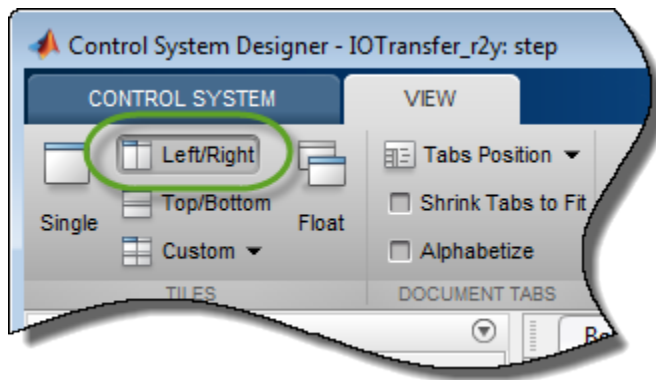 Control System Designer - IOTransfer_r2y: step
CONTROL SYSTEM VIEW
Left/Right Tabs Position
Single Top/Bottom Float Shrink Tabs to Fit
Custom Alphabetize
TILES DOCUMENT TABS